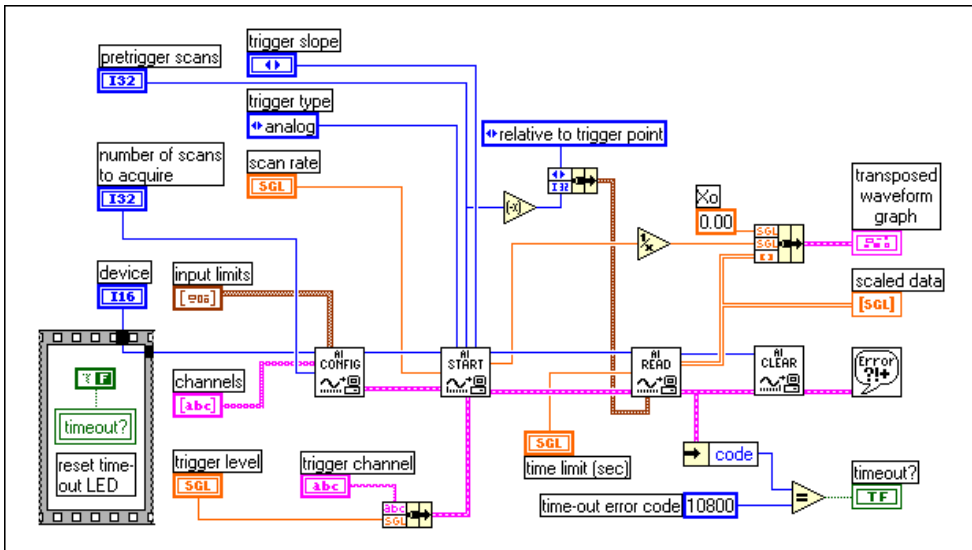 trigger slope
pretrigger scans
I32
trigger type
analog
relative to trigger point
number of scans
to acquire
I32
scan rate
SGL
I32
(-x)
Xo
0.00
transposed
waveform
graph
1/x
SGL
SGL
device
I16
input limits
scaled data
[SGL]
AI
CONFIG
AI
START
AI
READ
AI
CLEAR
Error
?!+
T F
channels
[abc]
timeout?
reset time-
out LED
SGL
time limit (sec)
code
trigger level
SGL
trigger channel
abc
abc
SGL
timeout?
TF
time-out error code
10800
=